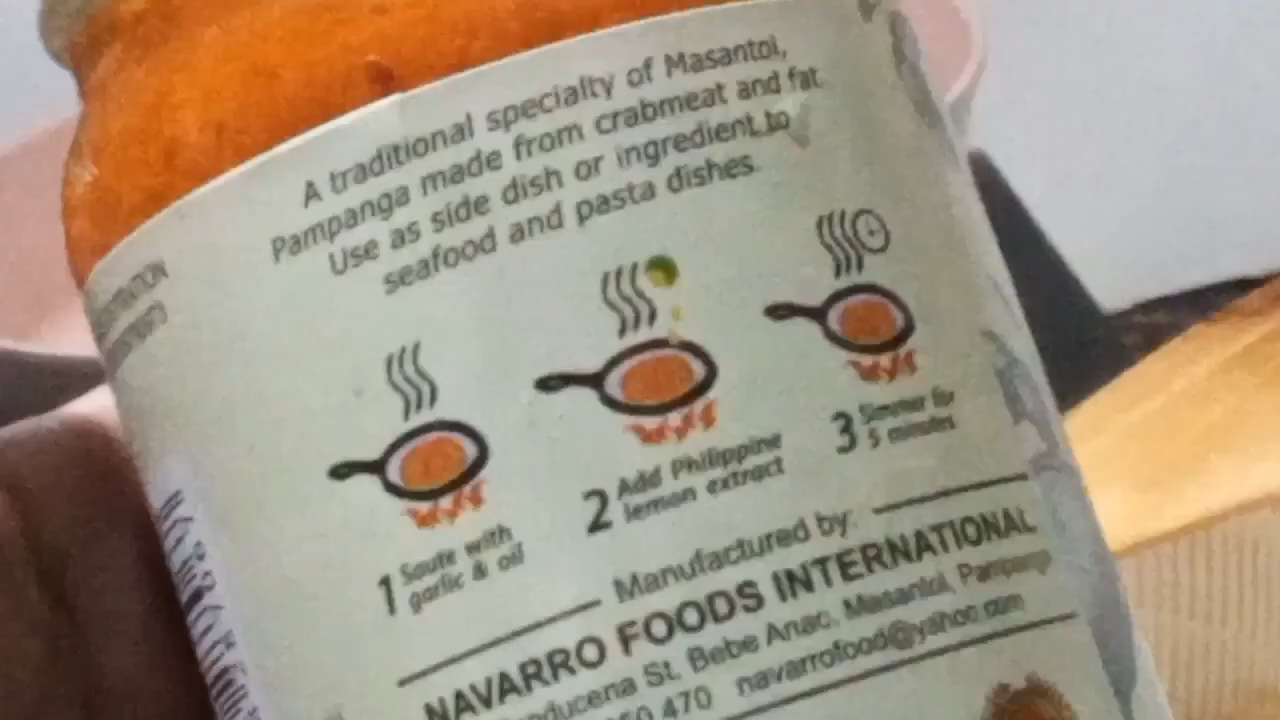 A traditional specialty of Masantol,
Pampanga made from crabmeat and fat.
Use as side dish or ingredient to
seafood and pasta dishes.
1 Saute with
garlic & oil
2 Add Philippine
lemon extract
3 Simmer for
5 minutes
Manufactured by:
NAVARRO FOODS INTERNATIONAL
St. Bebe Anac, Masantol, Pampanga
470 navarrofood@yahoo.com